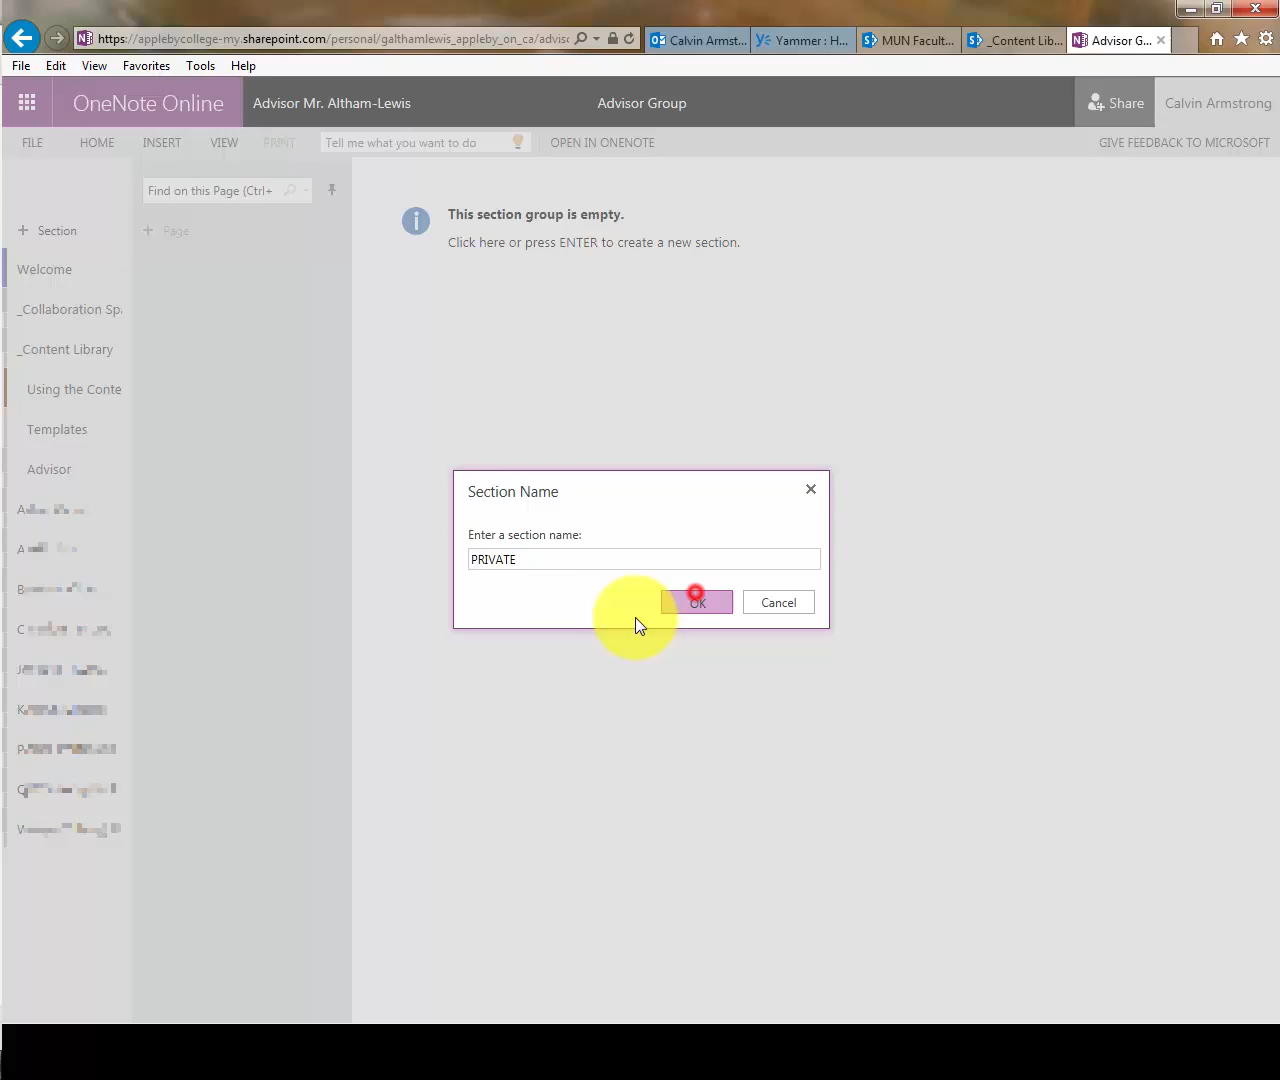 https://applebycollege-my.sharepoint.com/personal/galthamlewis_appleby_on_ca/adviso
Calvin Armst...
Yammer : H...
MUN Facult...
_Content Lib...
Advisor G...
File Edit View Favorites Tools Help
OneNote Online
Advisor Mr. Altham-Lewis
Advisor Group
Share
Calvin Armstrong
FILE HOME INSERT VIEW PRINT
Tell me what you want to do
OPEN IN ONENOTE
GIVE FEEDBACK TO MICROSOFT
Find on this Page (Ctrl+
+ Section
+ Page
This section group is empty.
Click here or press ENTER to create a new section.
Welcome
_Collaboration Spa
_Content Library
Using the Conte
Templates
Advisor
Section Name
Enter a section name:
PRIVATE
OK
Cancel